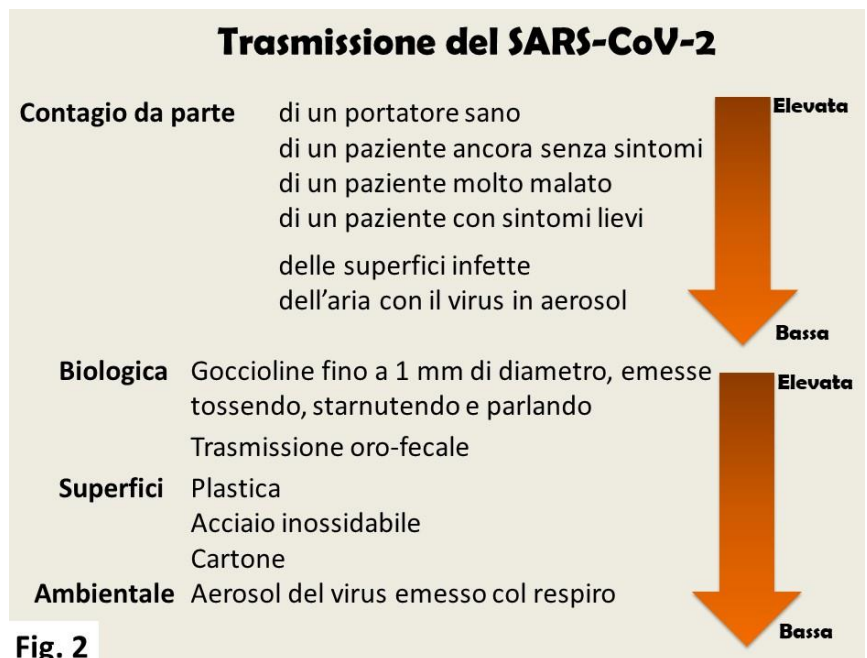 Trasmissione del SARS-CoV-2
Contagio da parte di un portatore sano
di un paziente ancora senza sintomi
di un paziente molto malato
di un paziente con sintomi lievi
delle superfici infette
dell'aria con il virus in aerosol
Elevata
Bassa
Biologica Goccioline fino a 1 mm di diametro, emesse
tossendo, starnutendo e parlando
Trasmissione oro-fecale
Superfici Plastica
Acciaio inossidabile
Cartone
Ambientale Aerosol del virus emesso col respiro
Elevata
Bassa
Fig. 2